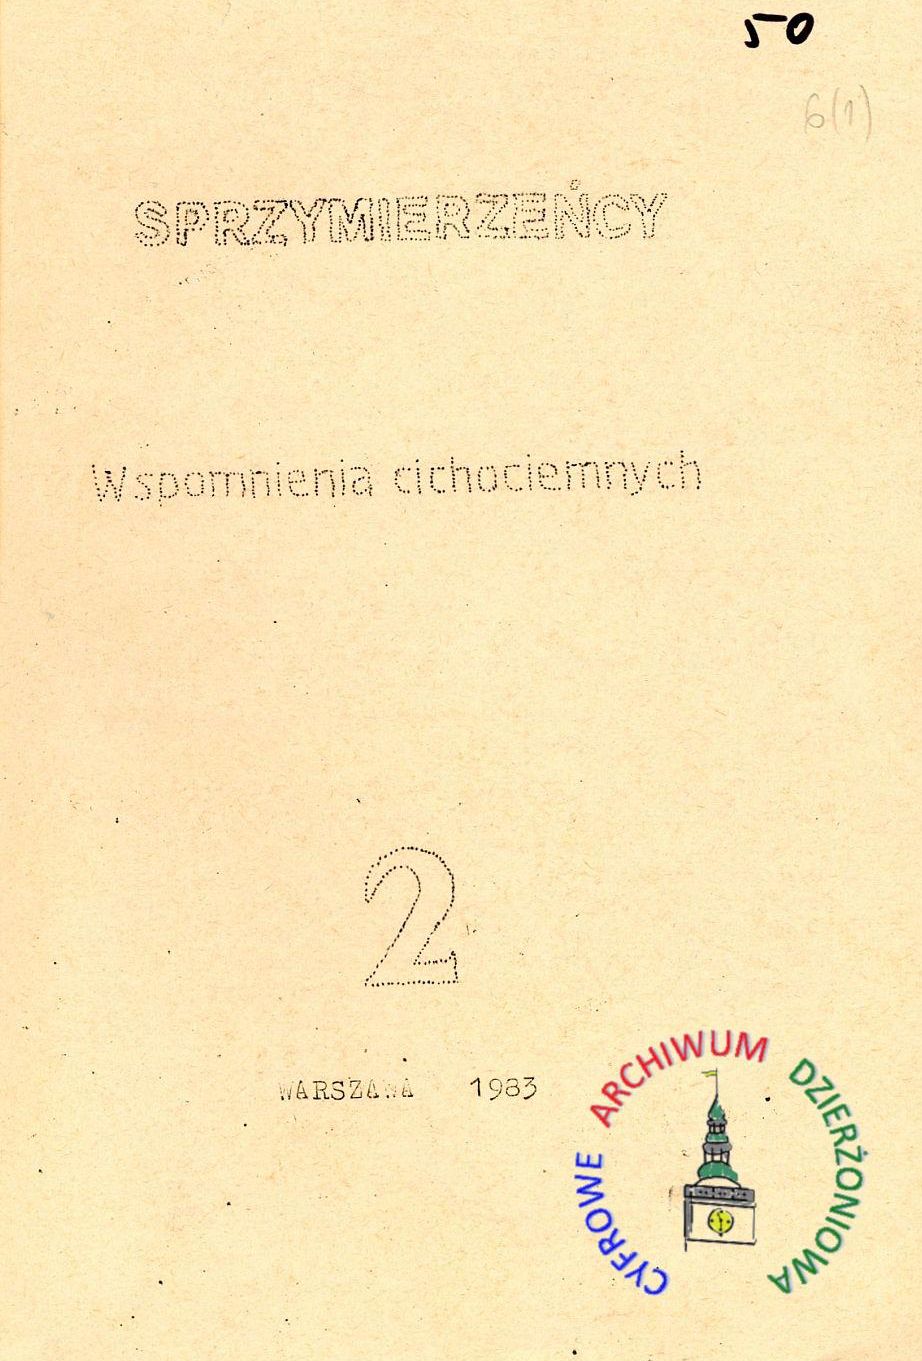 50
6(1)
SPRZYMIERZEŃCY
Wspomnienia cichociemnych
2
WARSZAWA 1983
CYFROWE ARCHIWUM DZIERŻONIOWA